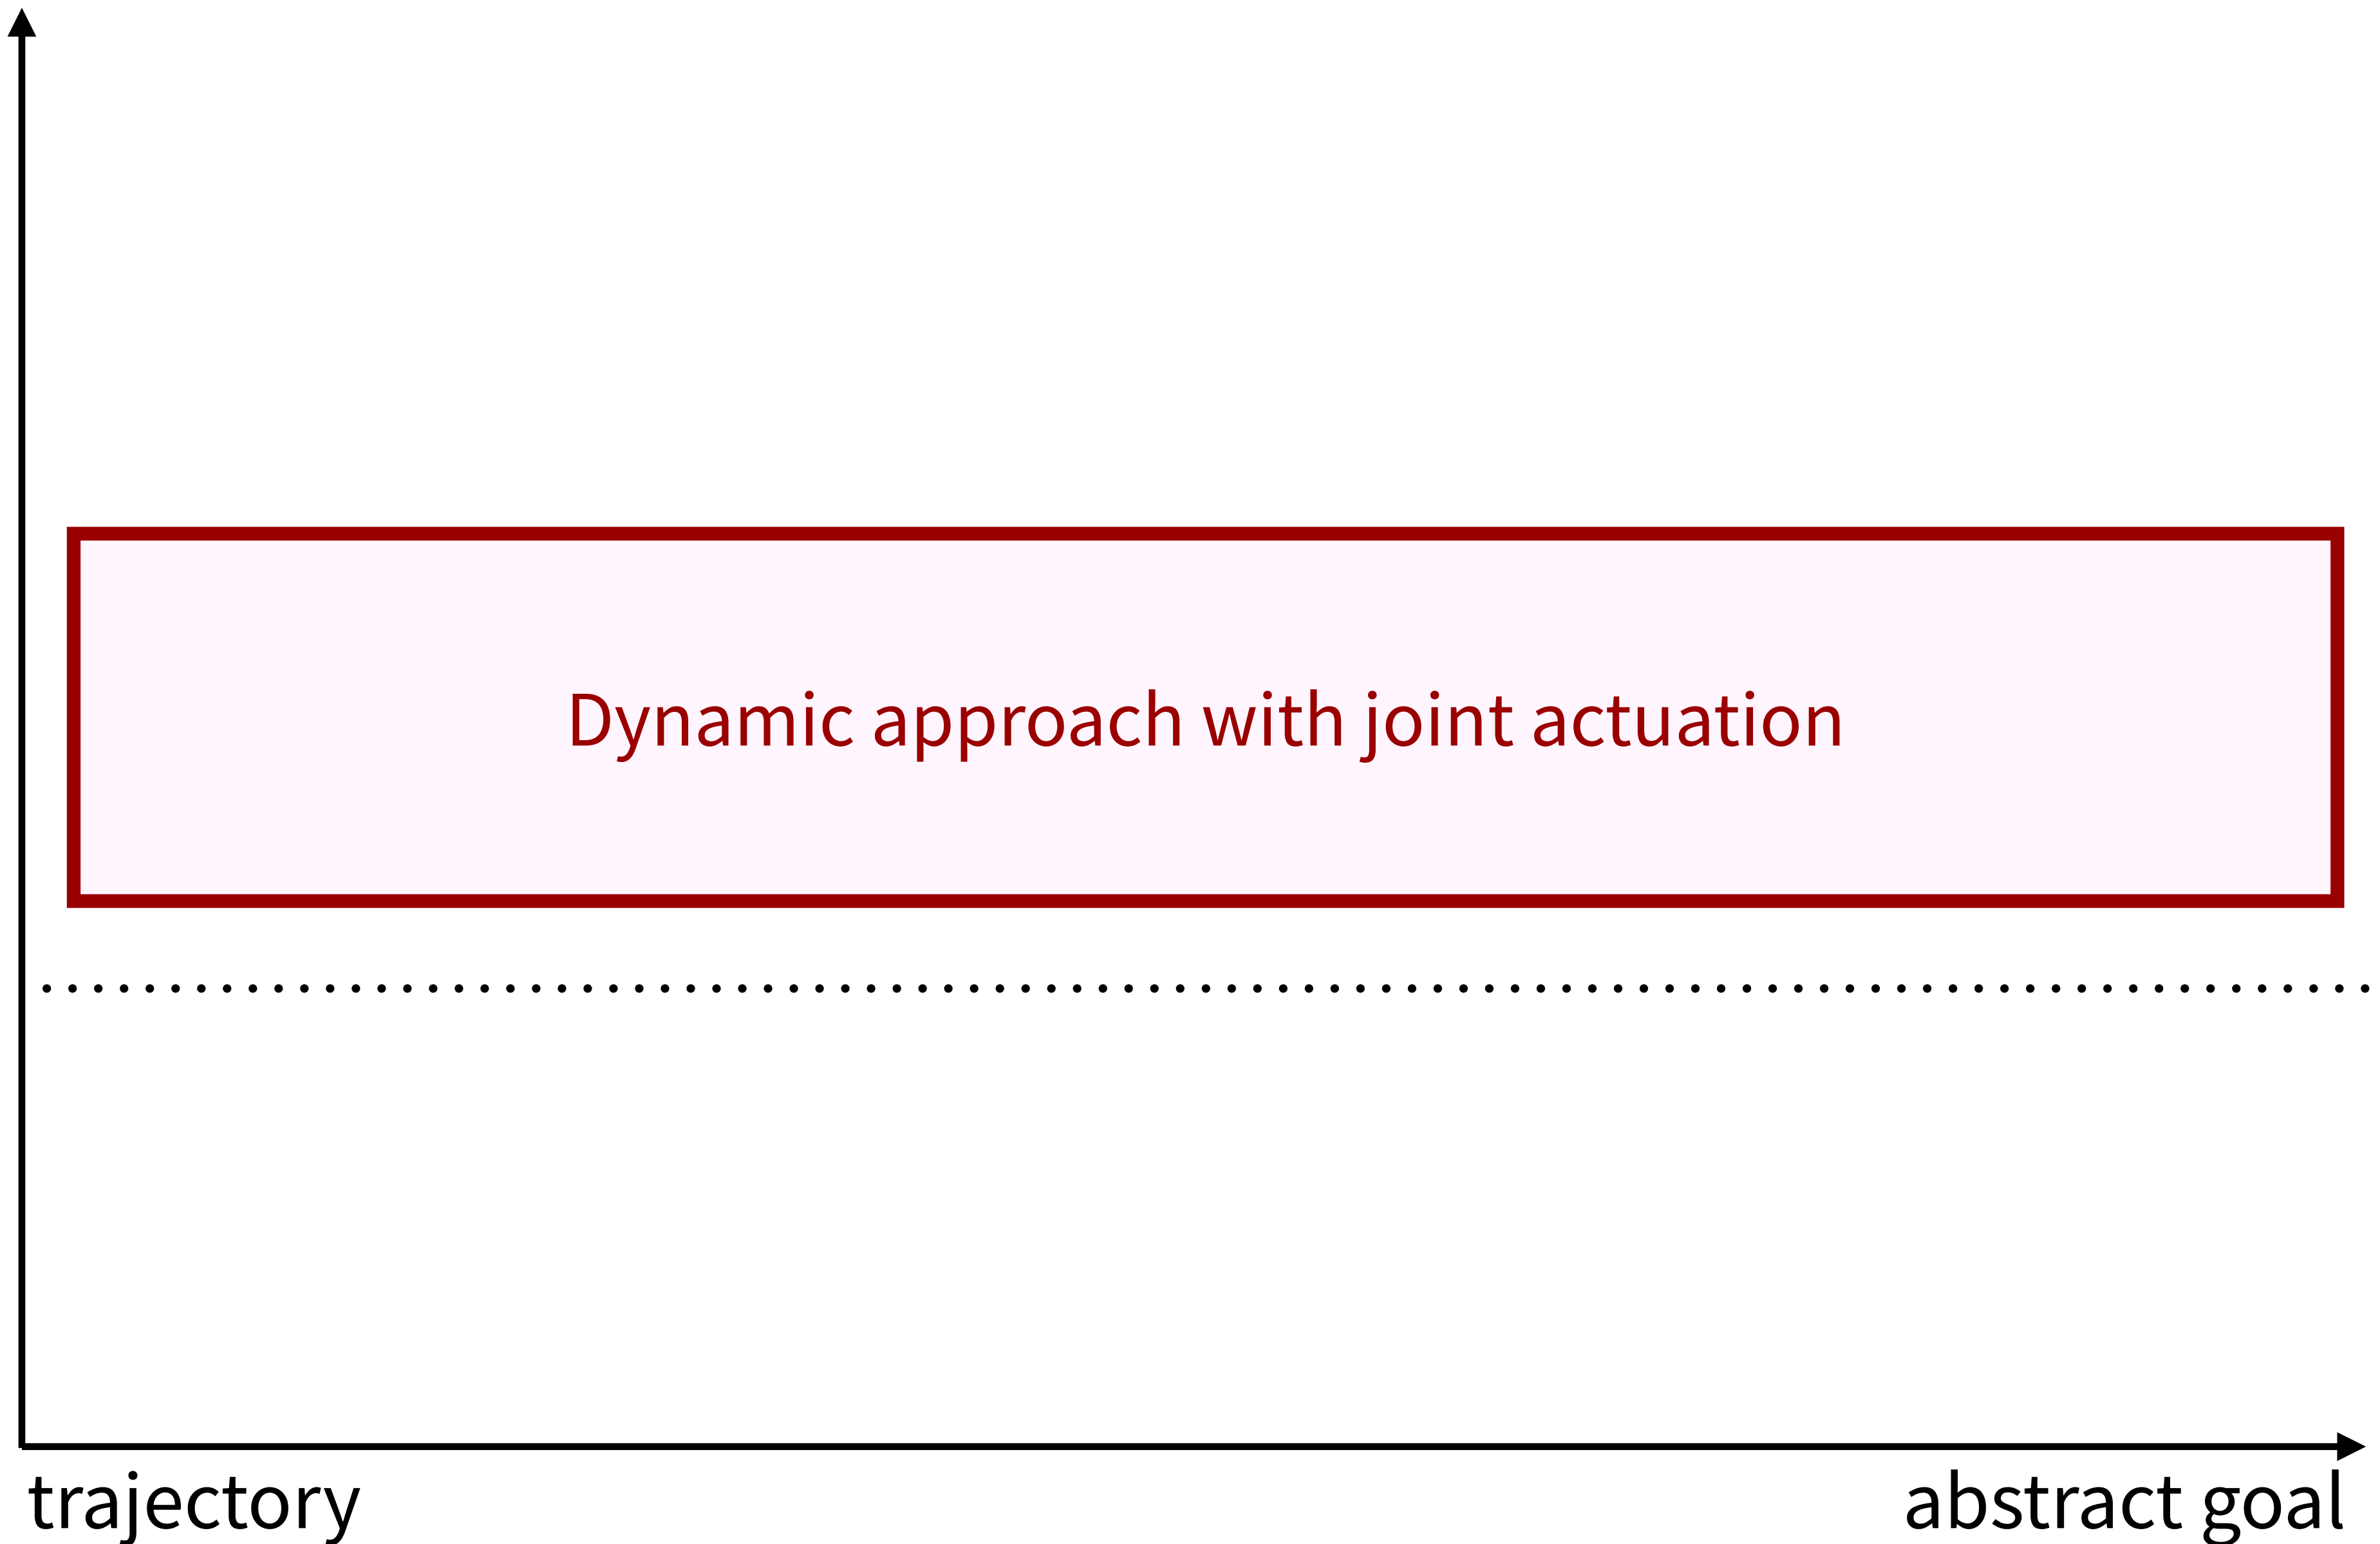 Dynamic approach with joint actuation
trajectory
abstract goal